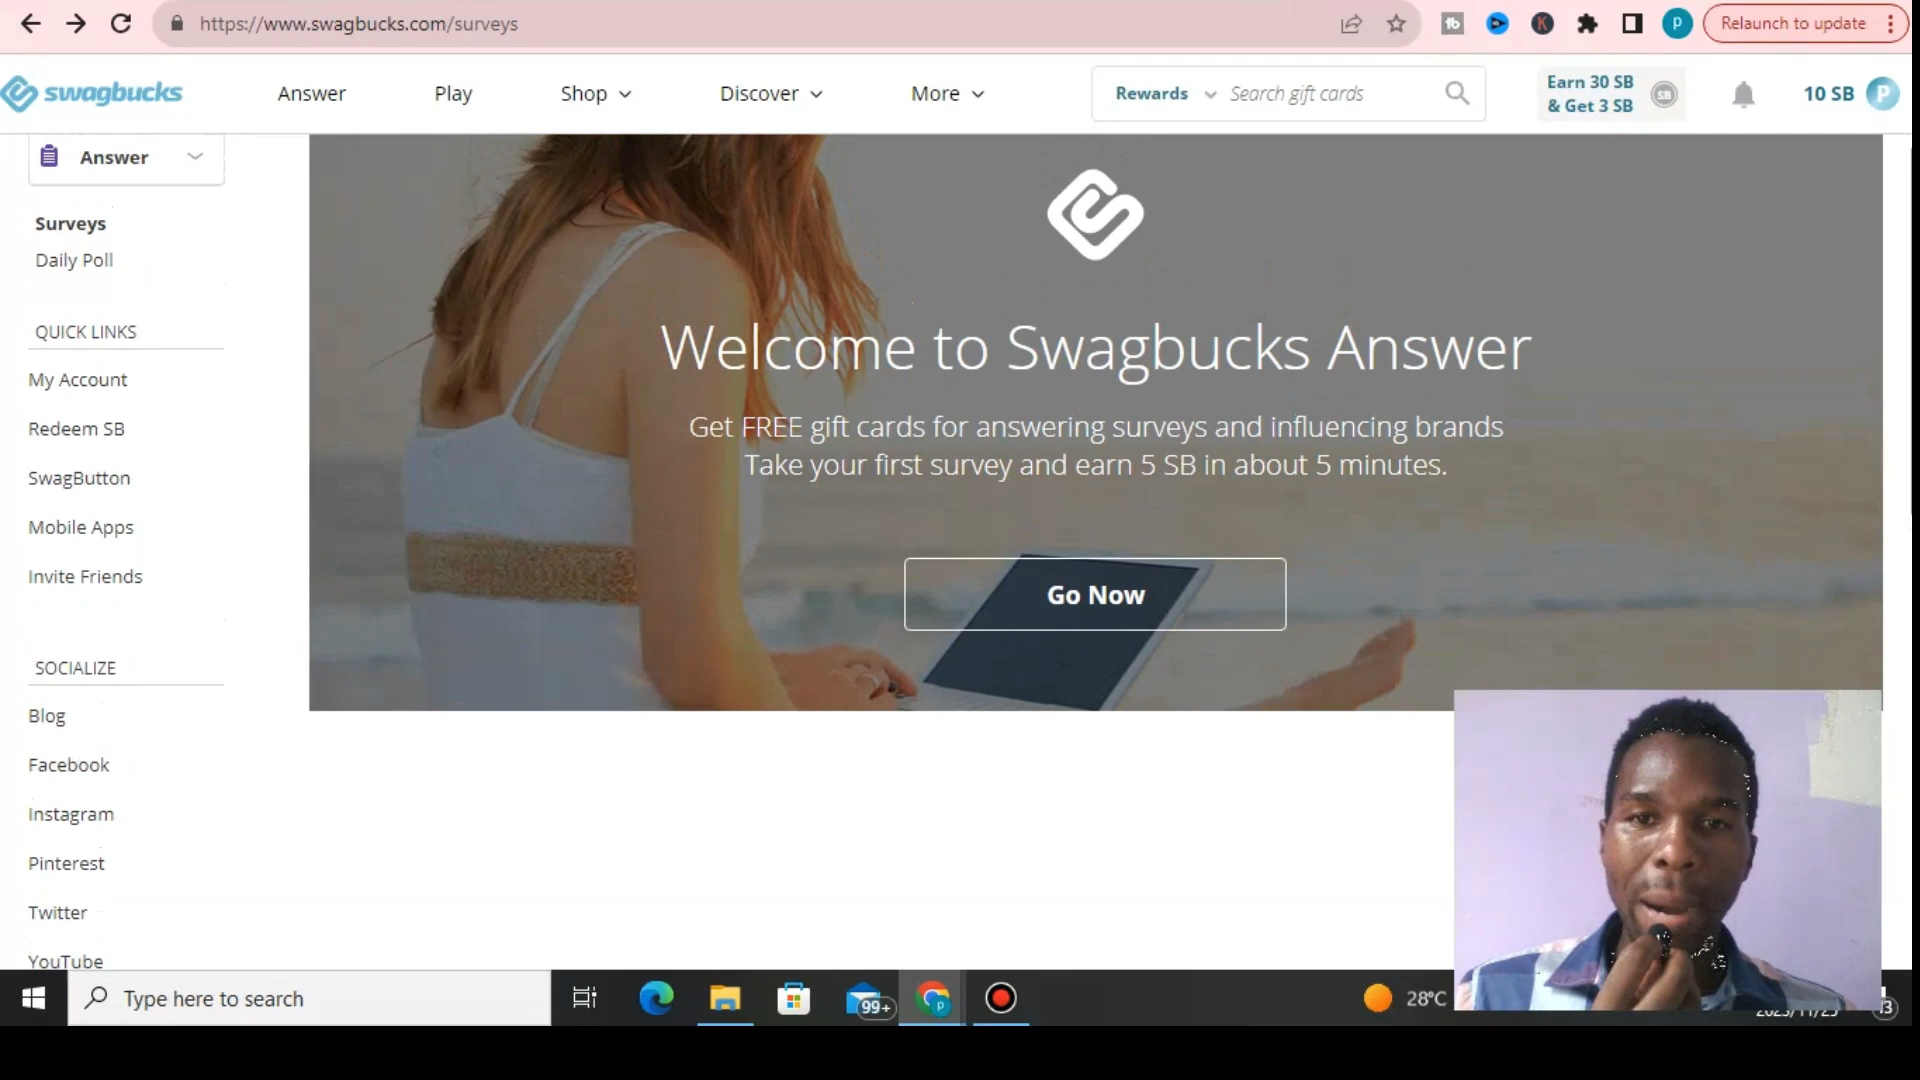 https://www.swagbucks.com/surveys
Relaunch to update
swagbucks
Answer
Play
Shop
Discover
More
Rewards
Search gift cards
Earn 30 SB
& Get 3 SB
SB
10 SB
P
Answer
Surveys
Daily Poll
QUICK LINKS
My Account
Redeem SB
SwagButton
Mobile Apps
Invite Friends
SOCIALIZE
Blog
Facebook
Instagram
Pinterest
Twitter
YouTube
Welcome to Swagbucks Answer
Get FREE gift cards for answering surveys and influencing brands
Take your first survey and earn 5 SB in about 5 minutes.
Go Now
Type here to search
99+
28°C